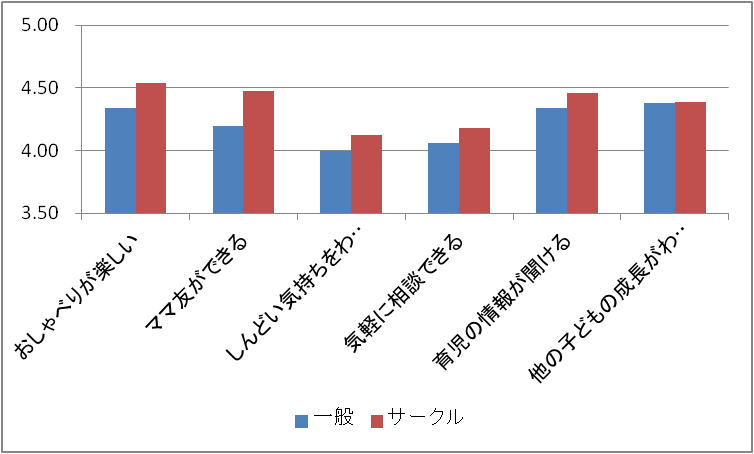 5.00
4.50
4.00
3.50
おしゃべりが楽しい
ママ友ができる
しんどい気持ちをわ‥
気軽に相談できる
育児の情報が聞ける
他の子どもの成長がわ‥
一般 サークル